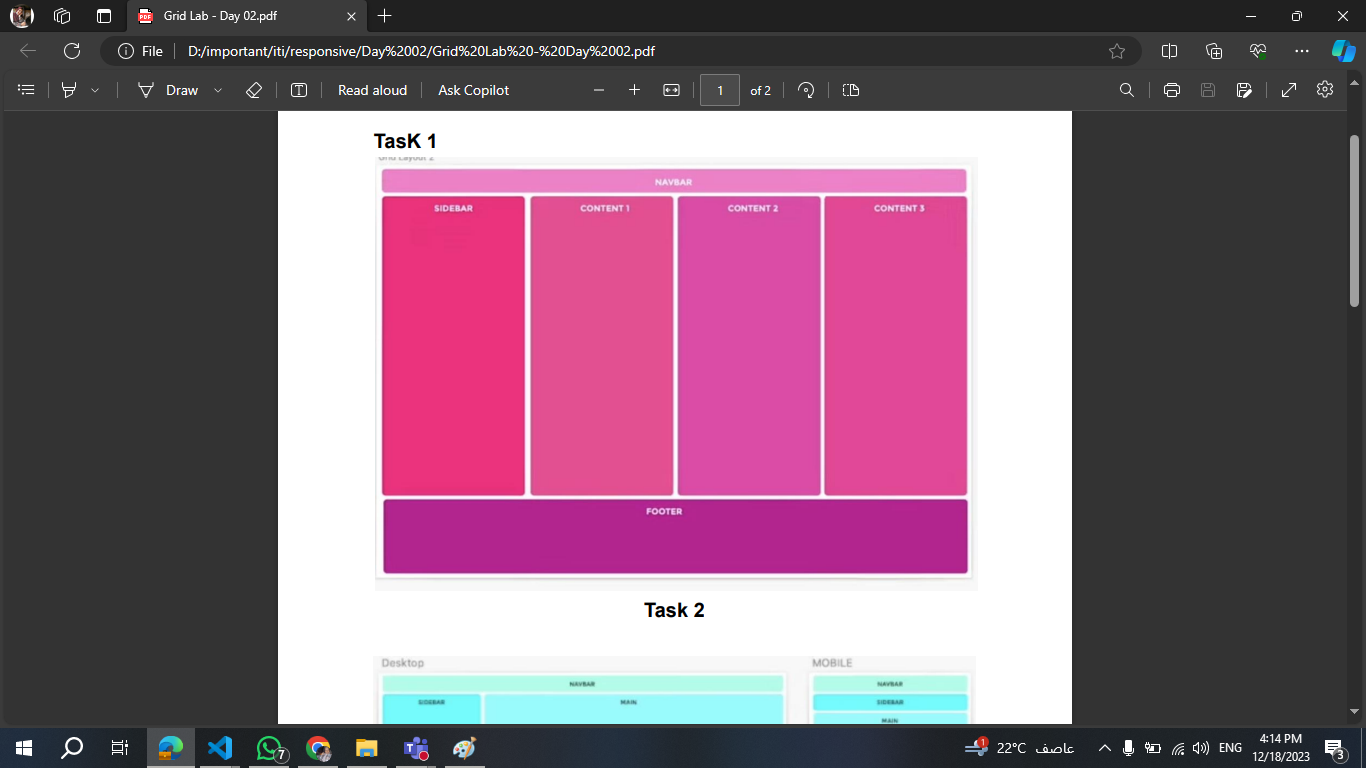 Grid Lab - Day 02.pdf
File D:/important/iti/responsive/Day%2002/Grid%20Lab%20-%20Day%2002.pdf
Draw Read aloud Ask Copilot 1 of 2
TasK 1
Grid Layout 2
NAVBAR
SIDEBAR CONTENT 1 CONTENT 2 CONTENT 3
FOOTER
Task 2
Desktop MOBILE
NAVBAR NAVBAR
SIDEBAR MAIN SIDEBAR
MAIN
7 1 22°C عاصف ENG 4:14 PM
12/18/2023 3